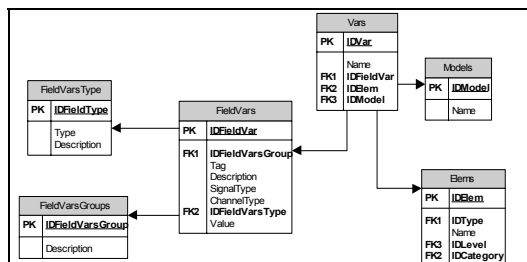 Vars
PK IDVar
Name
FK1 IDFieldVar
FK2 IDElem
FK3 IDModel
Models
PK IDModel
Name
FieldVarsType
PK IDFieldType
Type
Description
FieldVars
PK IDFieldVar
FK1 IDFieldVarsGroup
Tag
Description
SignalType
ChannelType
FK2 IDFieldVarsType
Value
FieldVarsGroups
PK IDFieldVarsGroup
Description
Elems
PK IDElem
FK1 IDType
Name
FK3 IDLevel
FK2 IDCategory